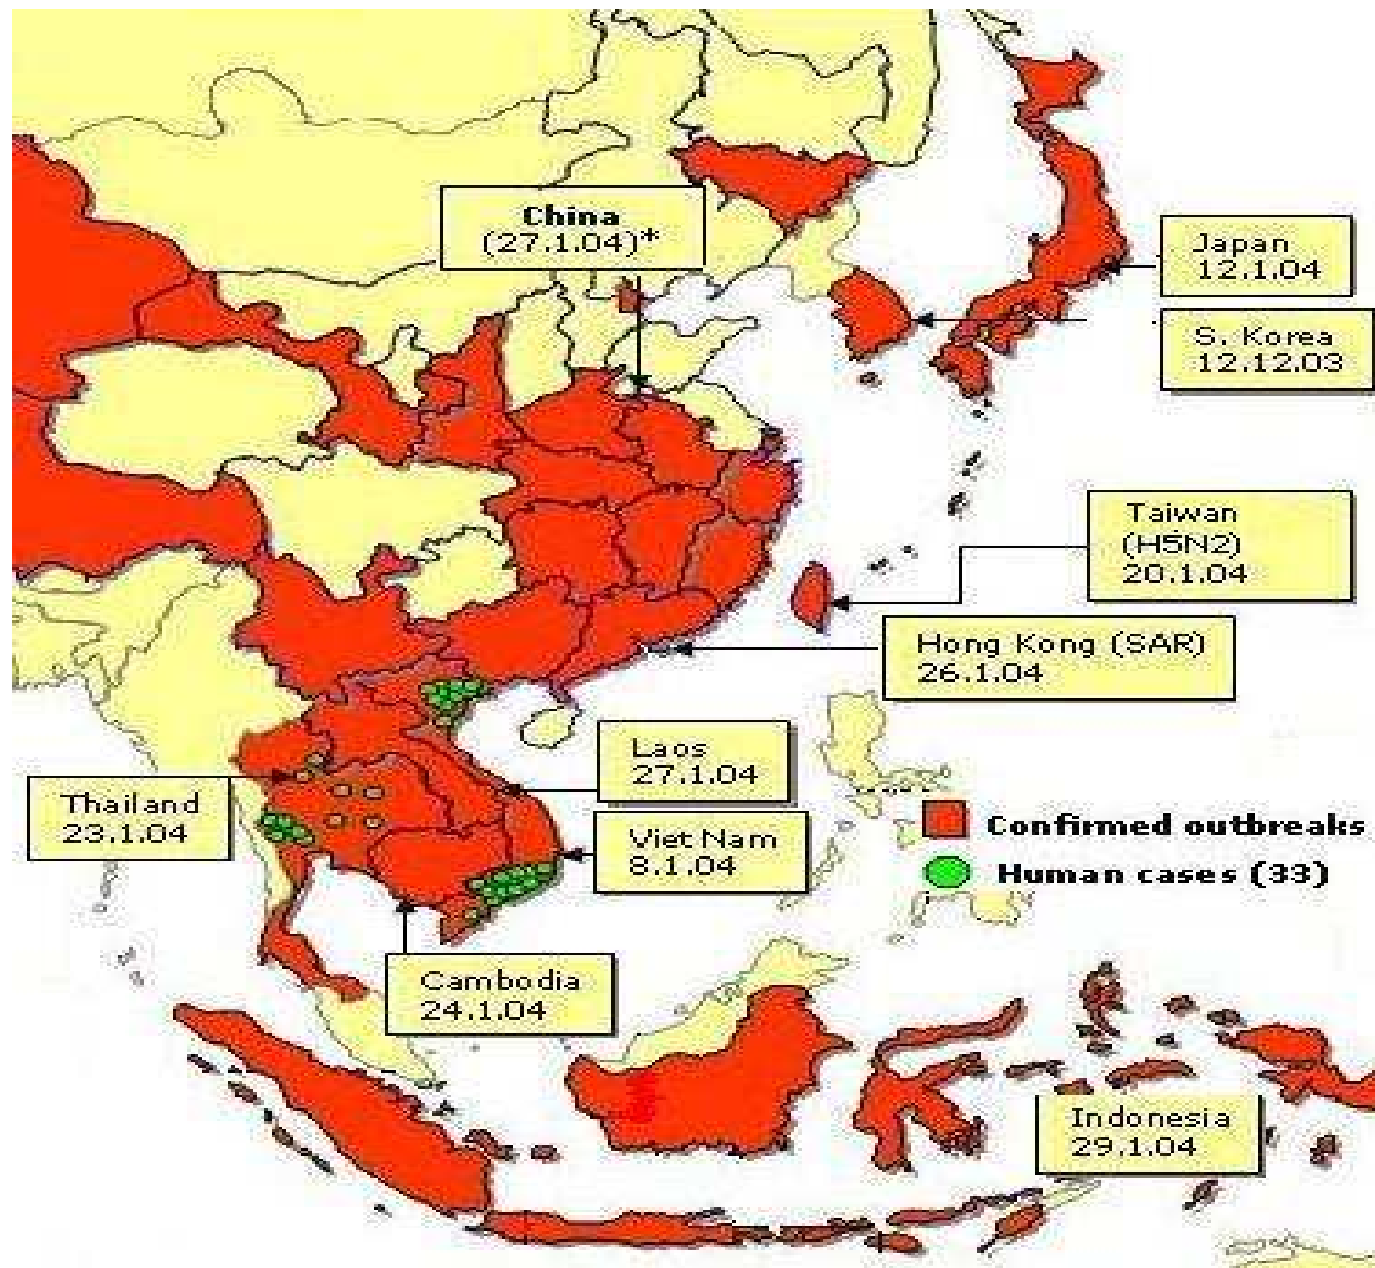 China
(27.1.04)*
Japan
12.1.04
S. Korea
12.12.03
Taiwan
(H5N2)
20.1.04
Hong Kong (SAR)
26.1.04
Laos
27.1.04
Thailand
23.1.04
Viet Nam
8.1.04
Confirmed outbreaks
Human cases (33)
Cambodia
24.1.04
Indonesia
29.1.04